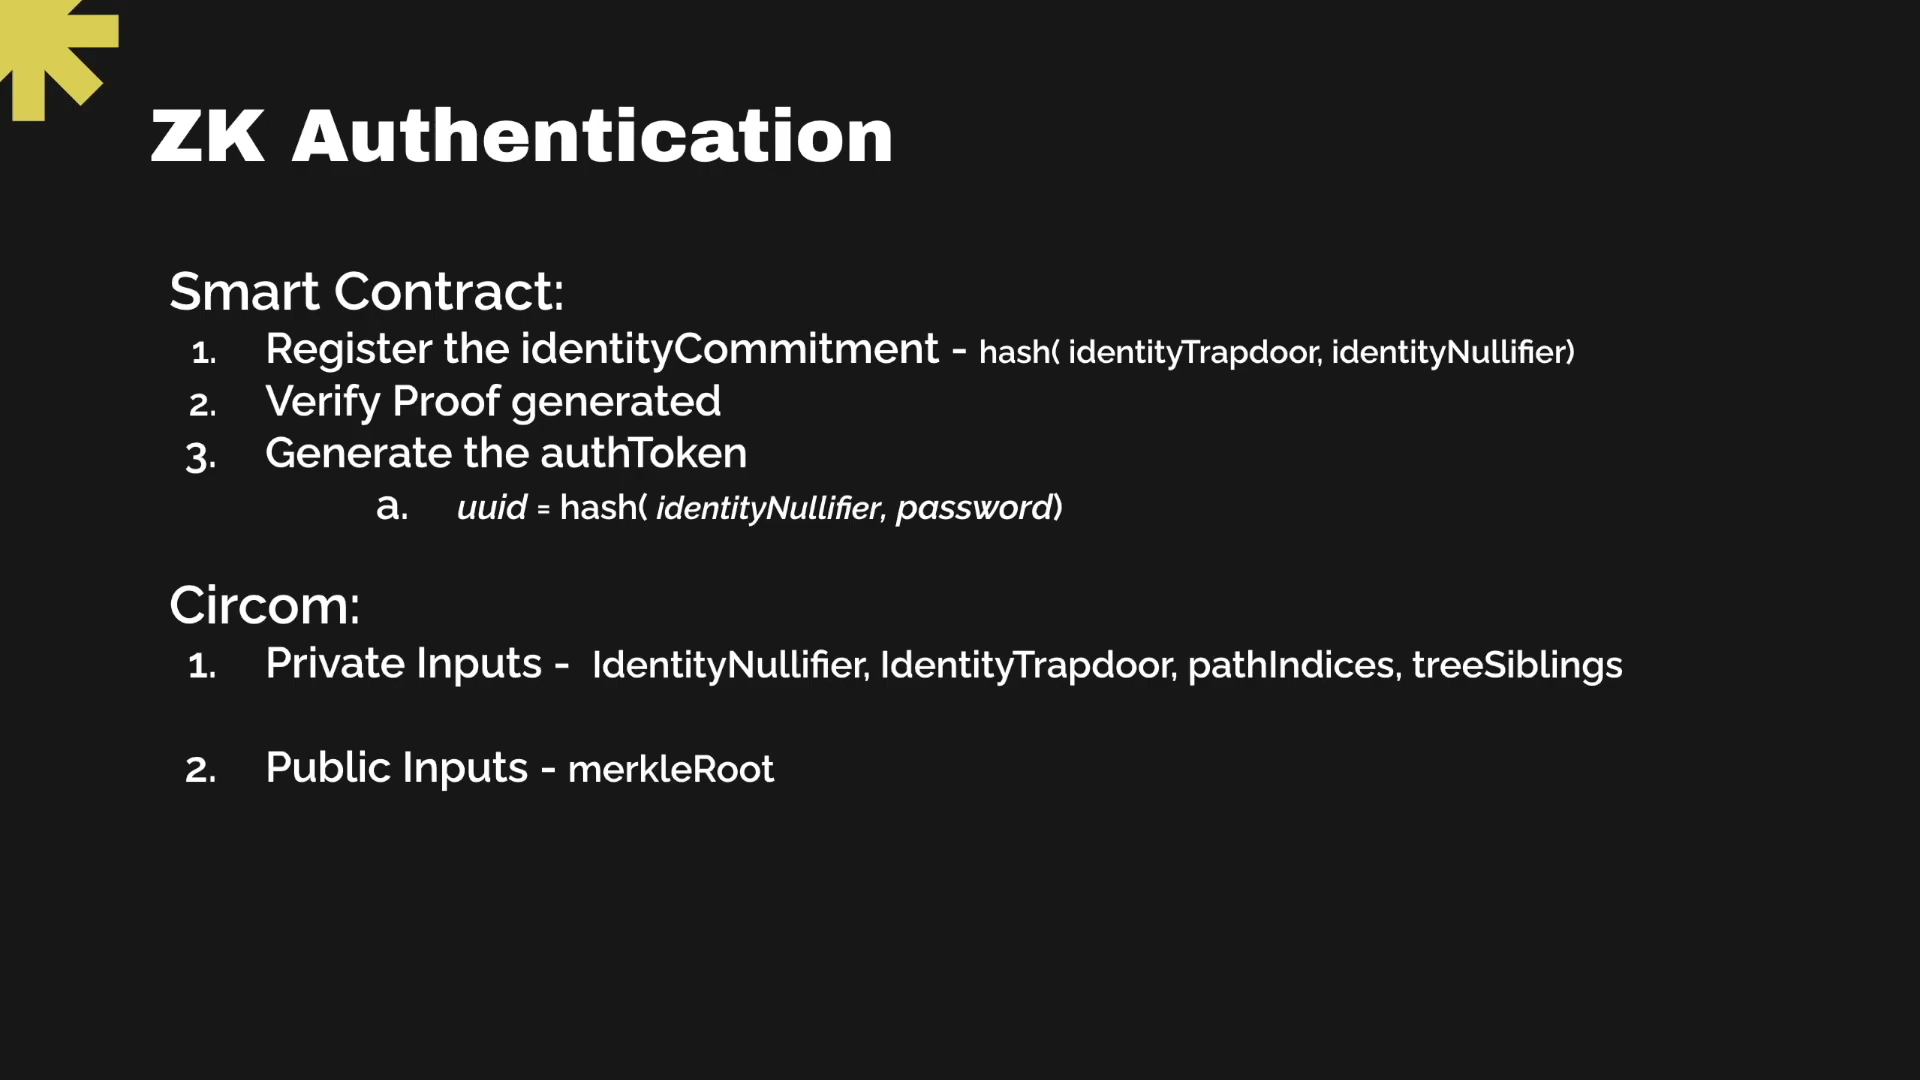 ZK Authentication
Smart Contract:
1. Register the identityCommitment - hash( identityTrapdoor, identityNullifier)
2. Verify Proof generated
3. Generate the authToken
a. uuid = hash( identityNullifier, password)
Circom:
1. Private Inputs - IdentityNullifier, IdentityTrapdoor, pathIndices, treeSiblings
2. Public Inputs - merkleRoot